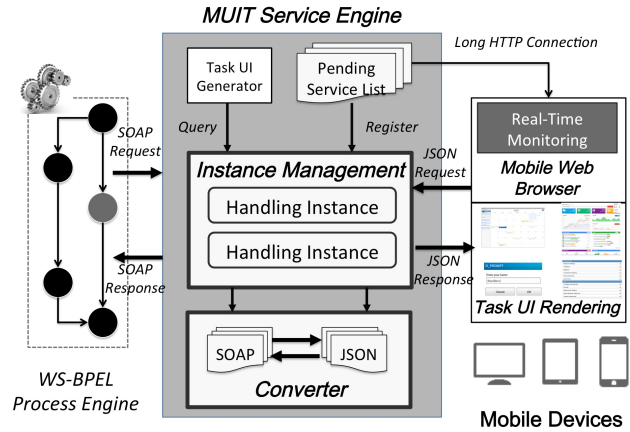 MUIT Service Engine
Long HTTP Connection
Task UI
Generator
Pending
Service List
Real-Time
Monitoring
Mobile Web
Browser
SOAP
Request
Query
Register
JSON
Request
Instance Management
Handling Instance
Handling Instance
SOAP
Response
JSON
Response
Task UI Rendering
SOAP
JSON
Converter
WS-BPEL
Process Engine
Mobile Devices